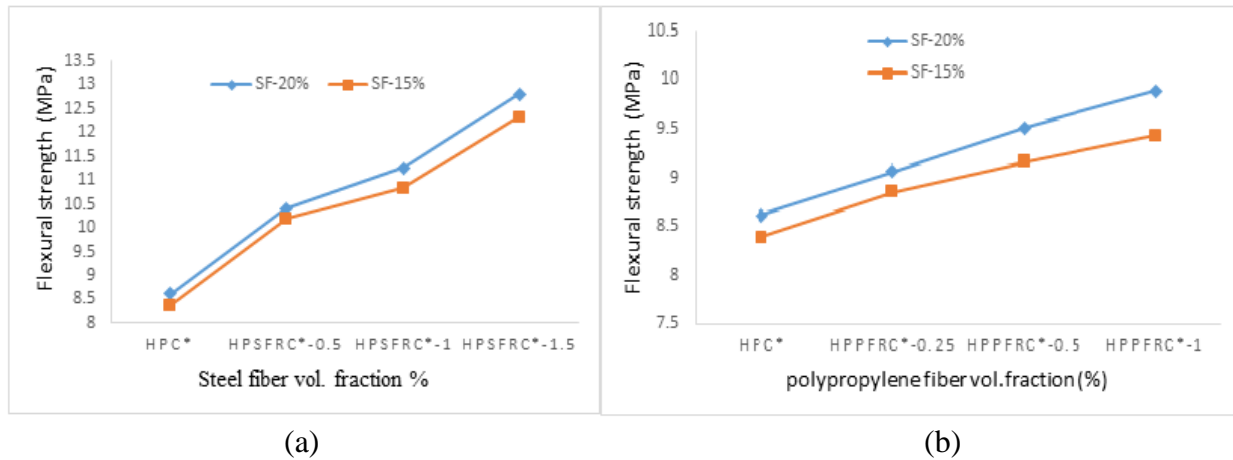 13.5
13
12.5
12
11.5
11
10.5
10
9.5
9
8.5
8
Flexural strength (MPa)
SF-20% SF-15%
HPC* HPSFRC*-0.5 HPSFRC*-1 HPSFRC*-1.5
Steel fiber vol. fraction %
(a)
10.5
10
9.5
9
8.5
8
7.5
Flexural strength (MPa)
SF-20%
SF-15%
HPC* HPPFRC*-0.25 HPPFRC*-0.5 HPPFRC*-1
polypropylene fiber vol.fraction (%)
(b)